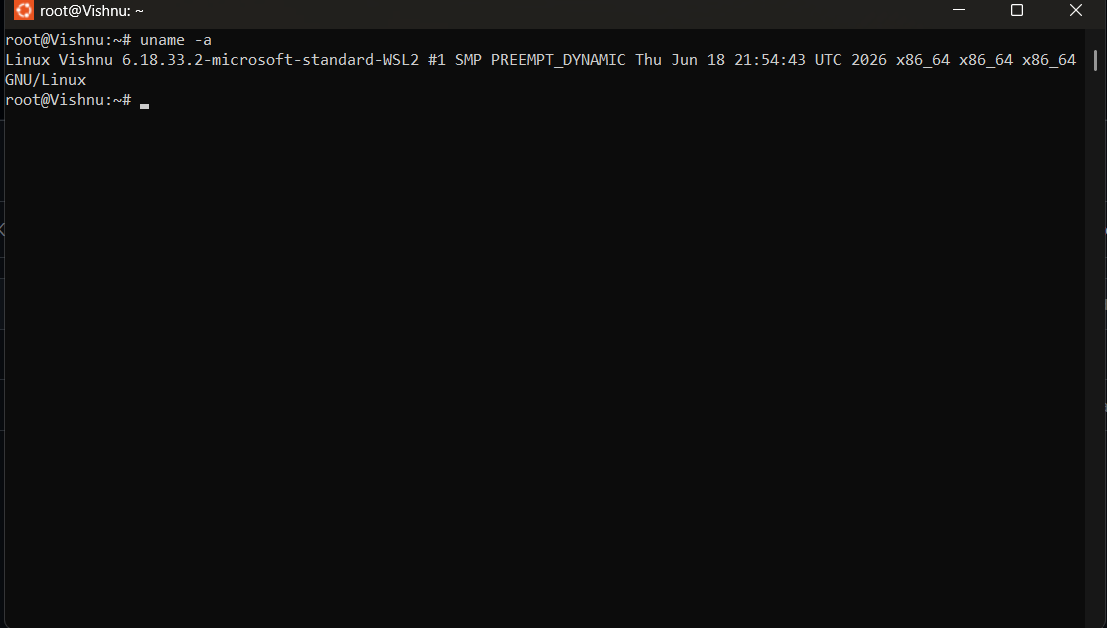 root@Vishnu: ~
root@Vishnu:~# uname -a
Linux Vishnu 6.18.33.2-microsoft-standard-WSL2 #1 SMP PREEMPT_DYNAMIC Thu Jun 18 21:54:43 UTC 2026 x86_64 x86_64 x86_64
GNU/Linux
root@Vishnu:~#